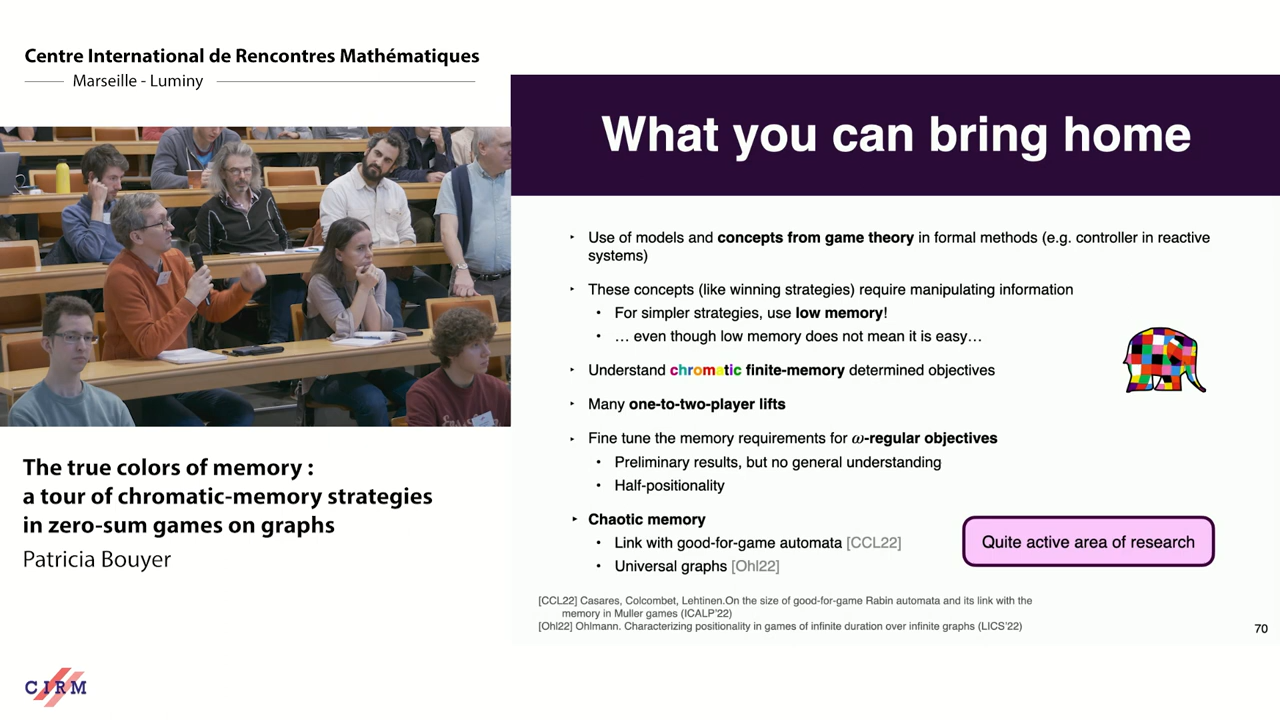 Centre International de Rencontres Mathématiques
Marseille - Luminy
The true colors of memory :
a tour of chromatic-memory strategies
in zero-sum games on graphs
Patricia Bouyer
CIRM
What you can bring home
‣ Use of models and concepts from game theory in formal methods (e.g. controller in reactive
systems)
‣ These concepts (like winning strategies) require manipulating information
• For simpler strategies, use low memory!
• … even though low memory does not mean it is easy…
‣ Understand chromatic finite-memory determined objectives
‣ Many one-to-two-player lifts
‣ Fine tune the memory requirements for ω-regular objectives
• Preliminary results, but no general understanding
• Half-positionality
‣ Chaotic memory
• Link with good-for-game automata [CCL22]
• Universal graphs [Ohl22]
Quite active area of research
[CCL22] Casares, Colcombet, Lehtinen.On the size of good-for-game Rabin automata and its link with the
memory in Muller games (ICALP'22)
[Ohl22] Ohlmann. Characterizing positionality in games of infinite duration over infinite graphs (LICS'22)
70